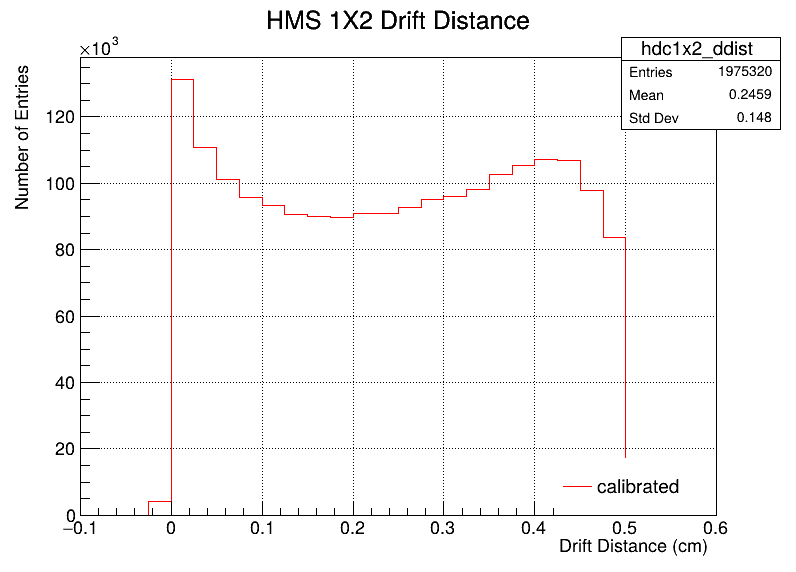 HMS 1X2 Drift Distance
×10³
hdc1x2_ddist
Entries 1975320
Mean 0.2459
Std Dev 0.148
Number of Entries
120
100
80
60
40
20
0
−0.1 0 0.1 0.2 0.3 0.4 0.5 0.6
calibrated
Drift Distance (cm)